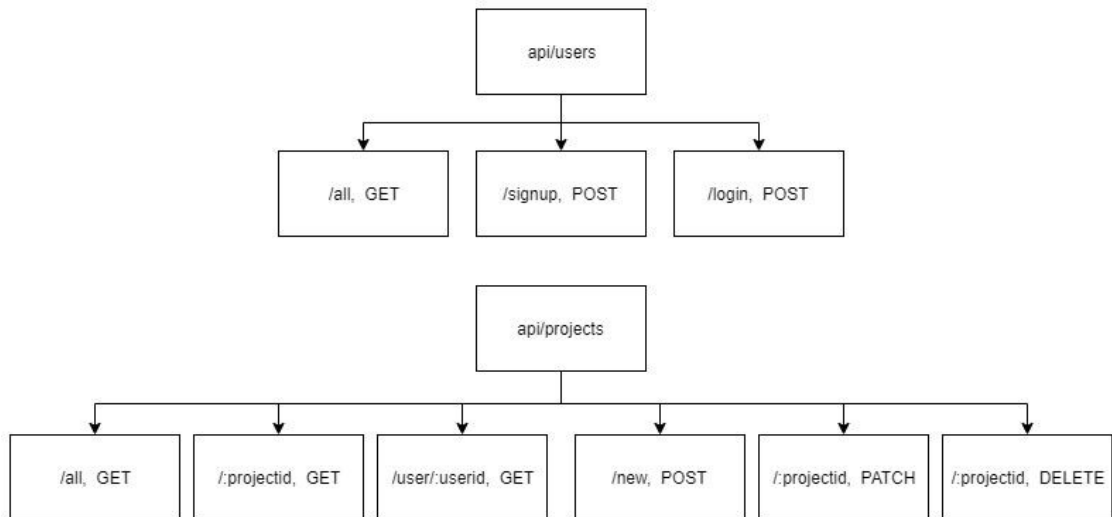 api/users
/all, GET
/signup, POST
/login, POST
api/projects
/all, GET
/:projectid, GET
/user/:userid, GET
/new, POST
/:projectid, PATCH
/:projectid, DELETE